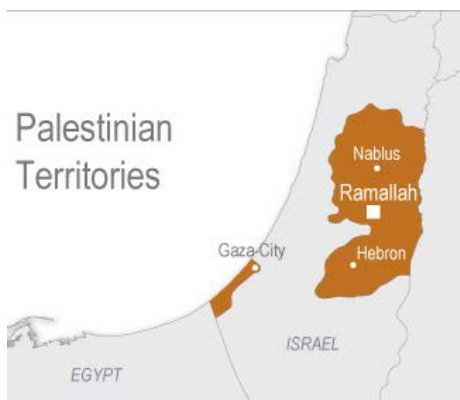 Palestinian
Territories
Nablus
Ramallah
Gaza-City
Hebron
ISRAEL
EGYPT